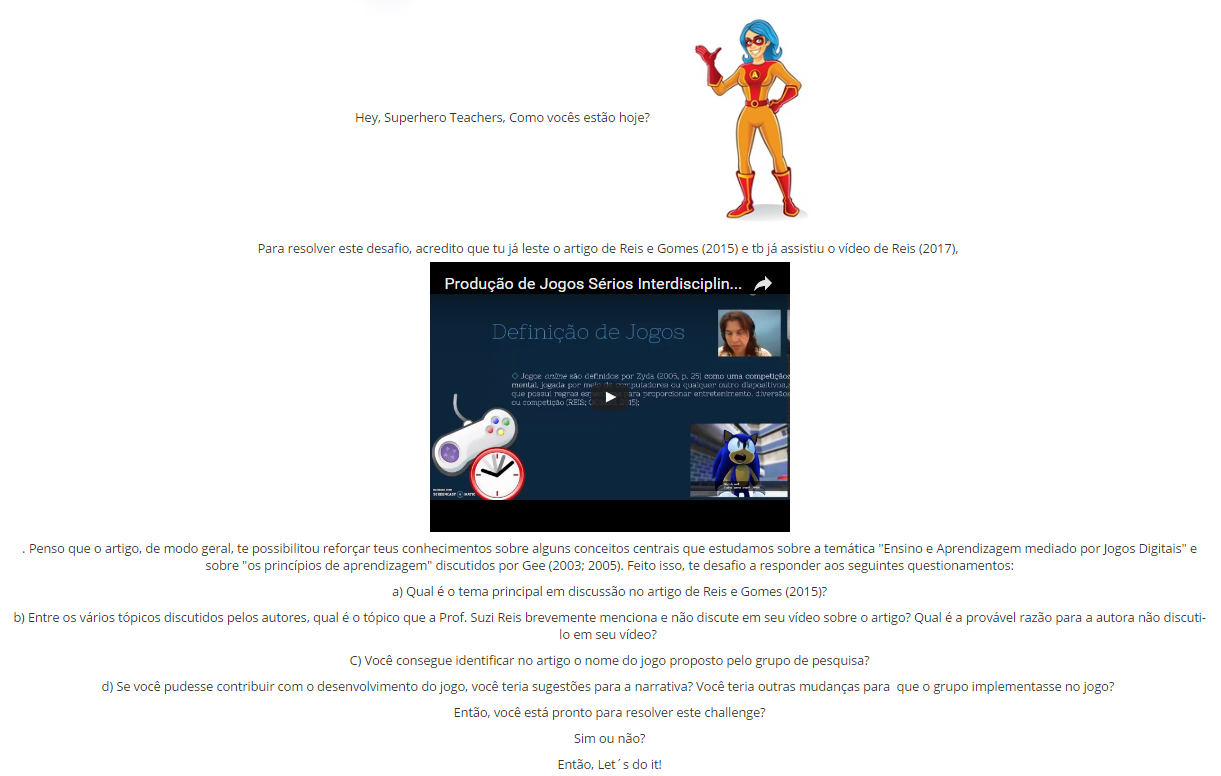 Hey, Superhero Teachers, Como vocês estão hoje?
A
Para resolver este desafio, acredito que tu já leste o artigo de Reis e Gomes (2015) e tb já assistiu o vídeo de Reis (2017),
Produção de Jogos Sérios Interdisciplin...
Definição de Jogos
Jogos online são definidos por Zyda (2005, p. 25) como uma competição
mental, jogada por meio de computadores ou qualquer outro dispositivos,
que possui regras para proporcionar entretenimento, diversão
ou competição (REIS; 2015);
SCREENCAST MATIC
. Penso que o artigo, de modo geral, te possibilitou reforçar teus conhecimentos sobre alguns conceitos centrais que estudamos sobre a temática "Ensino e Aprendizagem mediado por Jogos Digitais" e
sobre "os princípios de aprendizagem" discutidos por Gee (2003; 2005). Feito isso, te desafio a responder aos seguintes questionamentos:
a) Qual é o tema principal em discussão no artigo de Reis e Gomes (2015)?
b) Entre os vários tópicos discutidos pelos autores, qual é o tópico que a Prof. Suzi Reis brevemente menciona e não discute em seu vídeo sobre o artigo? Qual é a provável razão para a autora não discuti-
lo em seu vídeo?
C) Você consegue identificar no artigo o nome do jogo proposto pelo grupo de pesquisa?
d) Se você pudesse contribuir com o desenvolvimento do jogo, você teria sugestões para a narrativa? Você teria outras mudanças para  que o grupo implementasse no jogo?
Então, você está pronto para resolver este challenge?
Sim ou não?
Então, Let´s do it!